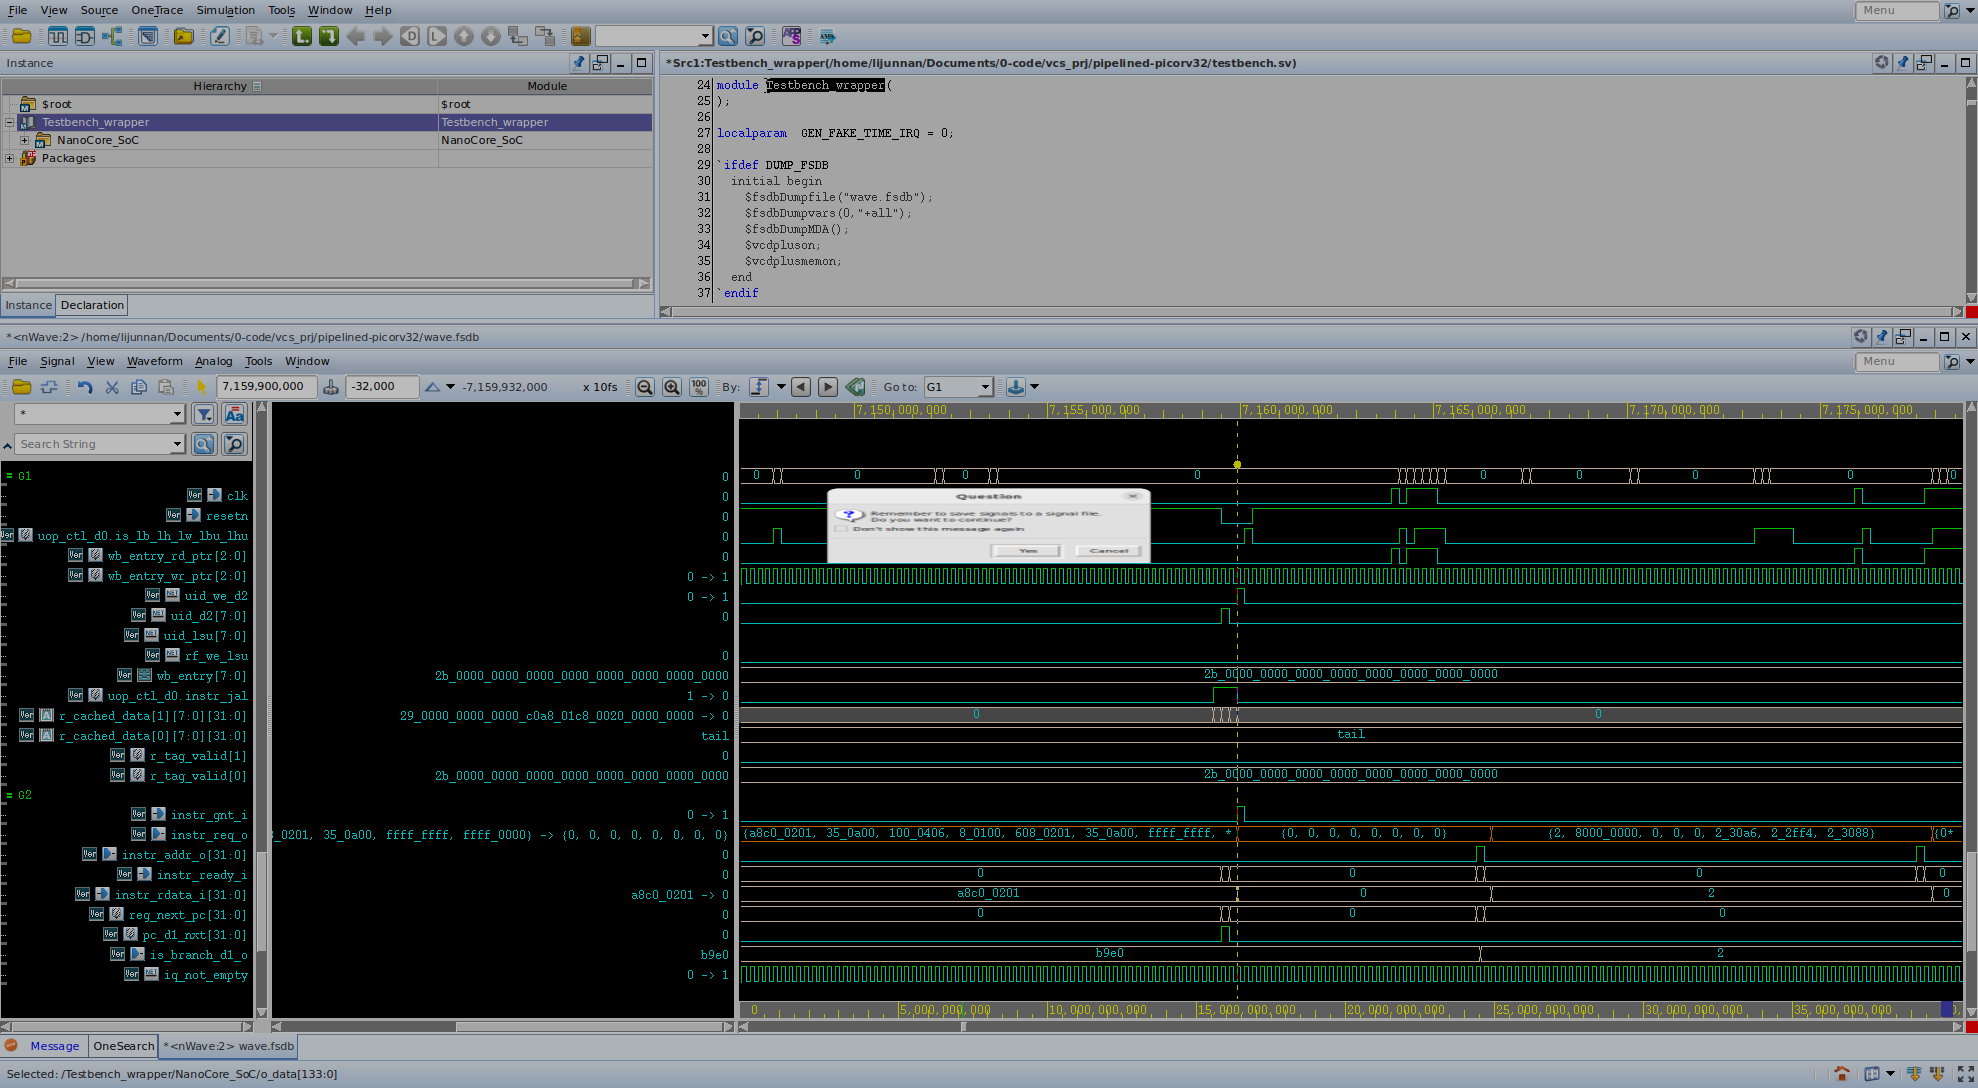 File View Source OneTrace Simulation Tools Window Help
Menu
Instance
*Src1:Testbench_wrapper(/home/lijunnan/Documents/0-code/vcs_prj/pipelined-picorv32/testbench.sv)
Hierarchy Module
$root $root
Testbench_wrapper Testbench_wrapper
NanoCore_SoC NanoCore_SoC
Packages
Instance Declaration
24 module Testbench_wrapper(
25 );
26
27 localparam GEN_FAKE_TIME_IRQ = 0;
28
29 `ifdef DUMP_FSDB
30 initial begin
31 $fsdbDumpfile("wave.fsdb");
32 $fsdbDumpvars(0,"+all");
33 $fsdbDumpMDA();
34 $vcdpluson;
35 $vcdplusmemon;
36 end
37 `endif
*<nWave:2> /home/lijunnan/Documents/0-code/vcs_prj/pipelined-picorv32/wave.fsdb
File Signal View Waveform Analog Tools Window
Menu
7,159,900,000 -32,000 -7,159,932,000 x 10fs 100% By: Go to: G1
*
Aa
Search String
7,150,000,000 7,155,000,000 7,160,000,000 7,165,000,000 7,170,000,000 7,175,000,000
= G1 0 0 0 0 0 0 0 0 0 0
clk 0
resetn 0
uop_ctl_d0.is_lb_lh_lw_lbu_lhu 0
wb_entry_rd_ptr[2:0] 0
wb_entry_wr_ptr[2:0] 0 -> 1
uid_we_d2 0 -> 1
uid_d2[7:0] 0
uid_lsu[7:0]
rf_we_lsu 0
wb_entry[7:0] 2b_0000_0000_0000_0000_0000_0000_0000_0000 2b_0000_0000_0000_0000_0000_0000_0000_0000
uop_ctl_d0.instr_jal 1 -> 0
r_cached_data[1][7:0][31:0] 29_0000_0000_0000_c0a8_01c8_0020_0000_0000 -> 0 0 0
r_cached_data[0][7:0][31:0] tail tail
r_tag_valid[1] 0
r_tag_valid[0] 2b_0000_0000_0000_0000_0000_0000_0000_0000 2b_0000_0000_0000_0000_0000_0000_0000_0000
= G2
instr_gnt_i 0 -> 1
instr_req_o _0201, 35_0a00, ffff_ffff, ffff_0000} -> {0, 0, 0, 0, 0, 0, 0, 0} {a8c0_0201, 35_0a00, 100_0406, 8_0100, 608_0201, 35_0a00, ffff_ffff, * {0, 0, 0, 0, 0, 0, 0, 0} {2, 8000_0000, 0, 0, 0, 2_30a6, 2_2ff4, 2_3088} {0*
instr_addr_o[31:0] 0
instr_ready_i 0 0 0 0
instr_rdata_i[31:0] a8c0_0201 -> 0 a8c0_0201 0 2 0
req_next_pc[31:0] 0 0 0 0
pc_d1_nxt[31:0] 0
is_branch_d1_o b9e0 b9e0 2
iq_not_empty 0 -> 1
Question
Remember to save signals to a signal file.
Do you want to continue?
Don't show this message again
Yes Cancel
0 5,000,000,000 10,000,000,000 15,000,000,000 20,000,000,000 25,000,000,000 30,000,000,000 35,000,000,000
Message OneSearch *<nWave:2> wave.fsdb
Selected: /Testbench_wrapper/NanoCore_SoC/o_data[133:0]